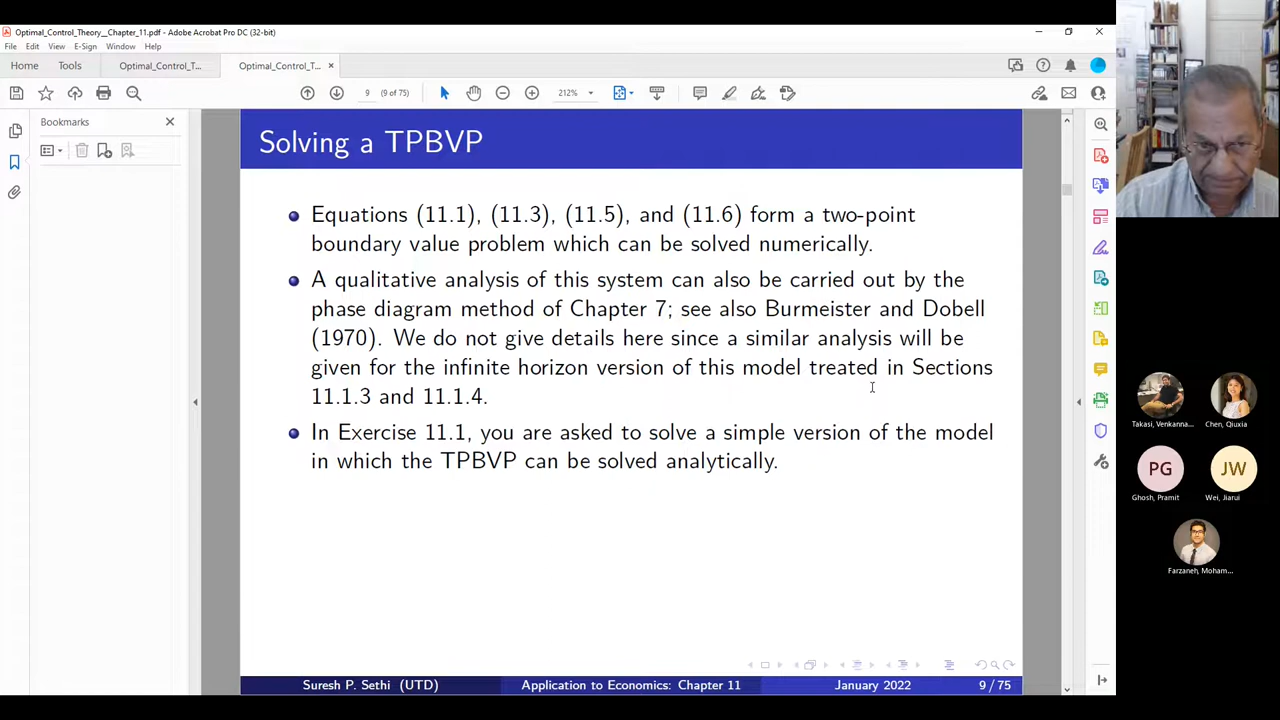 Optimal_Control_Theory_Chapter_11.pdf - Adobe Acrobat Pro DC (32-bit)
File Edit View E-Sign Window Help
Home Tools Optimal_Control_T... Optimal_Control_T... ×
9 (9 of 75) 212%
Bookmarks
Solving a TPBVP
Equations (11.1), (11.3), (11.5), and (11.6) form a two-point
boundary value problem which can be solved numerically.
A qualitative analysis of this system can also be carried out by the
phase diagram method of Chapter 7; see also Burmeister and Dobell
(1970). We do not give details here since a similar analysis will be
given for the infinite horizon version of this model treated in Sections
11.1.3 and 11.1.4.
In Exercise 11.1, you are asked to solve a simple version of the model
in which the TPBVP can be solved analytically.
Suresh P. Sethi (UTD) Application to Economics: Chapter 11 January 2022 9 / 75
Takasi, Venkanna... Chen, Qiuxia
PG JW
Ghosh, Pramit Wei, Jiarui
Farzaneh, Moham...